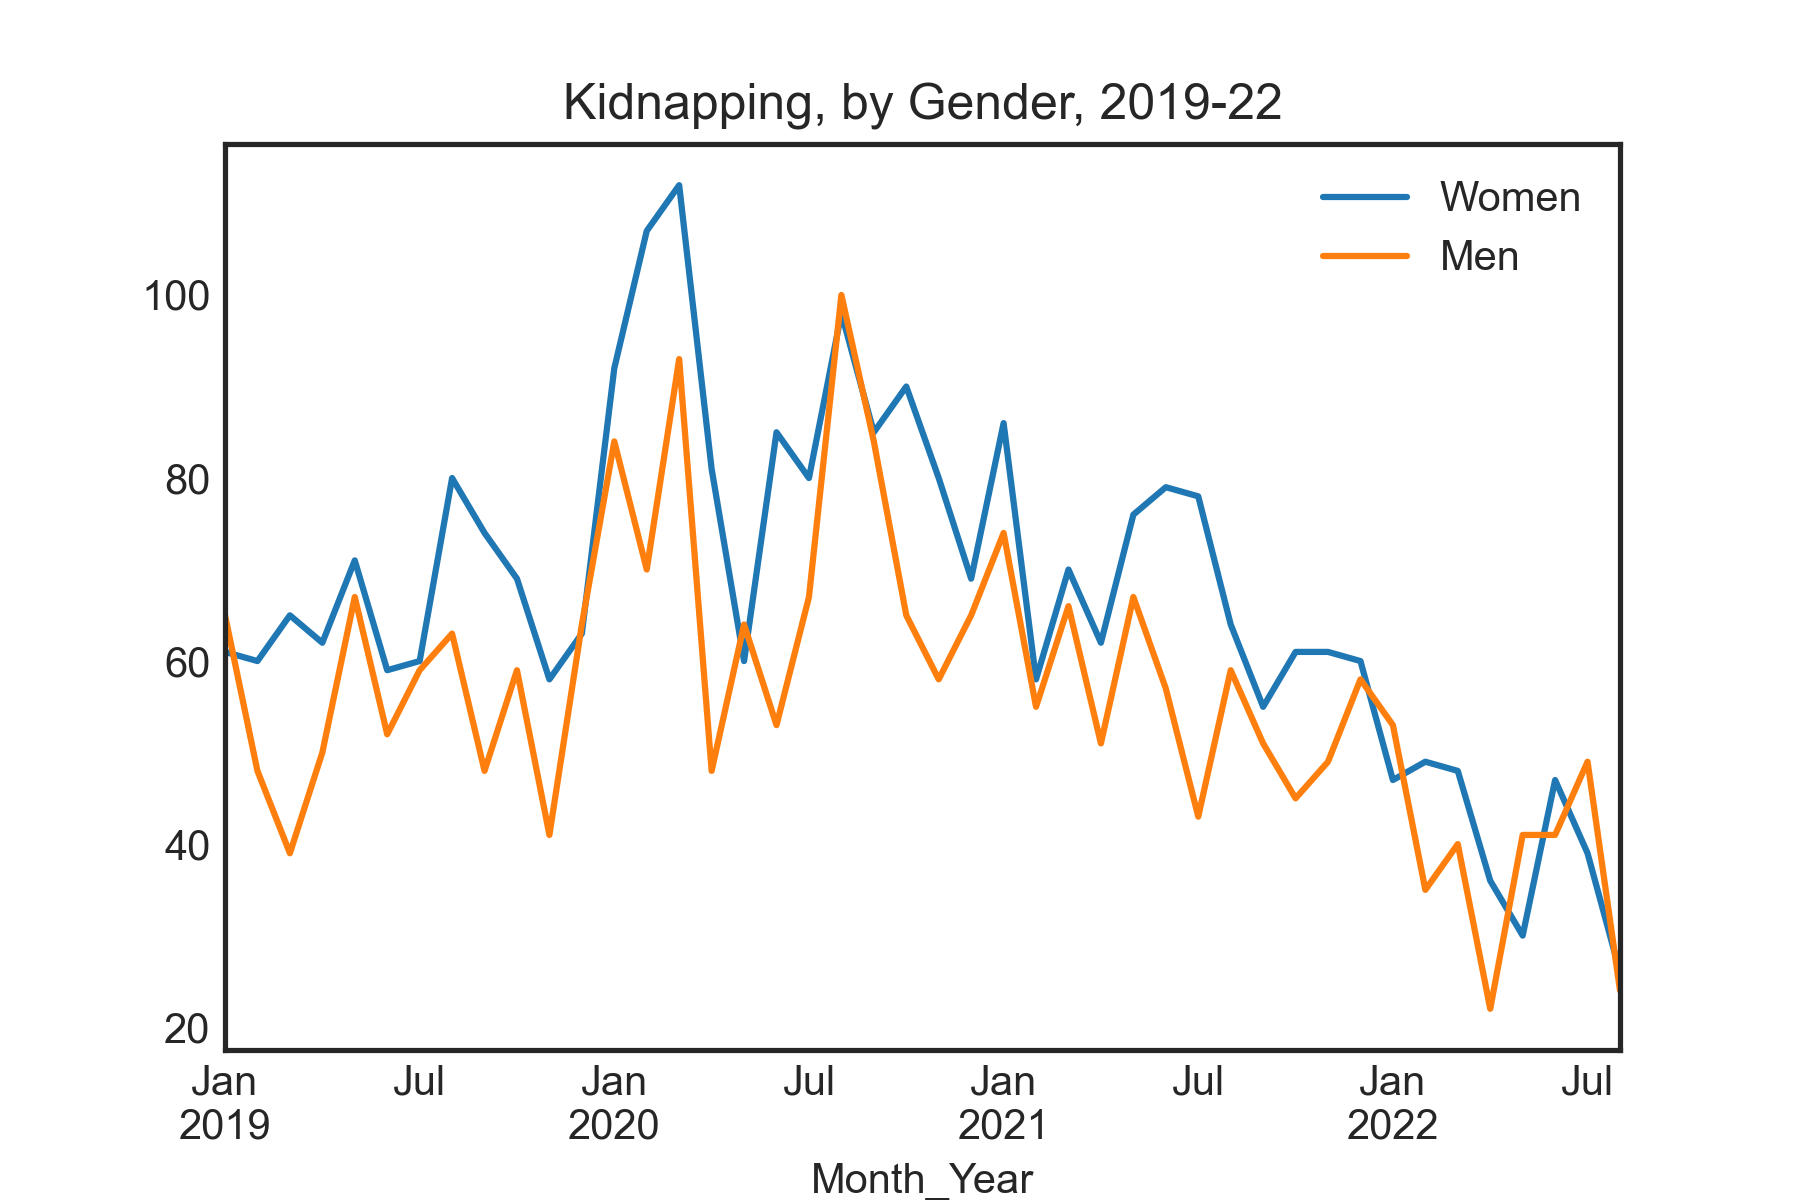 Kidnapping, by Gender, 2019-22
Women
Men
100
80
60
40
20
Jan Jul Jan Jul Jan Jul Jan Jul
2019 2020 2021 2022
Month_Year